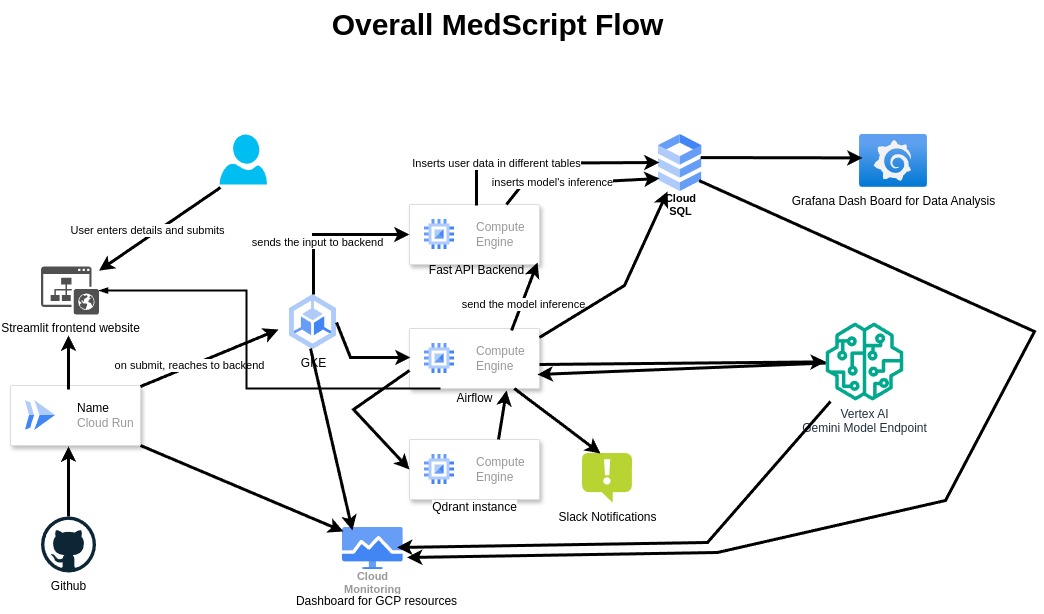 Overall MedScript Flow
Inserts user data in different tables
inserts model's inference
Cloud
SQL
Grafana Dash Board for Data Analysis
User enters details and submits
sends the input to backend
Compute
Engine
Fast API Backend
Streamlit frontend website
send the model inference
on submit, reaches to backend
GKE
Compute
Engine
Airflow
Name
Cloud Run
Vertex AI
Gemini Model Endpoint
Compute
Engine
Qdrant instance
Slack Notifications
Github
Cloud
Monitoring
Dashboard for GCP resources